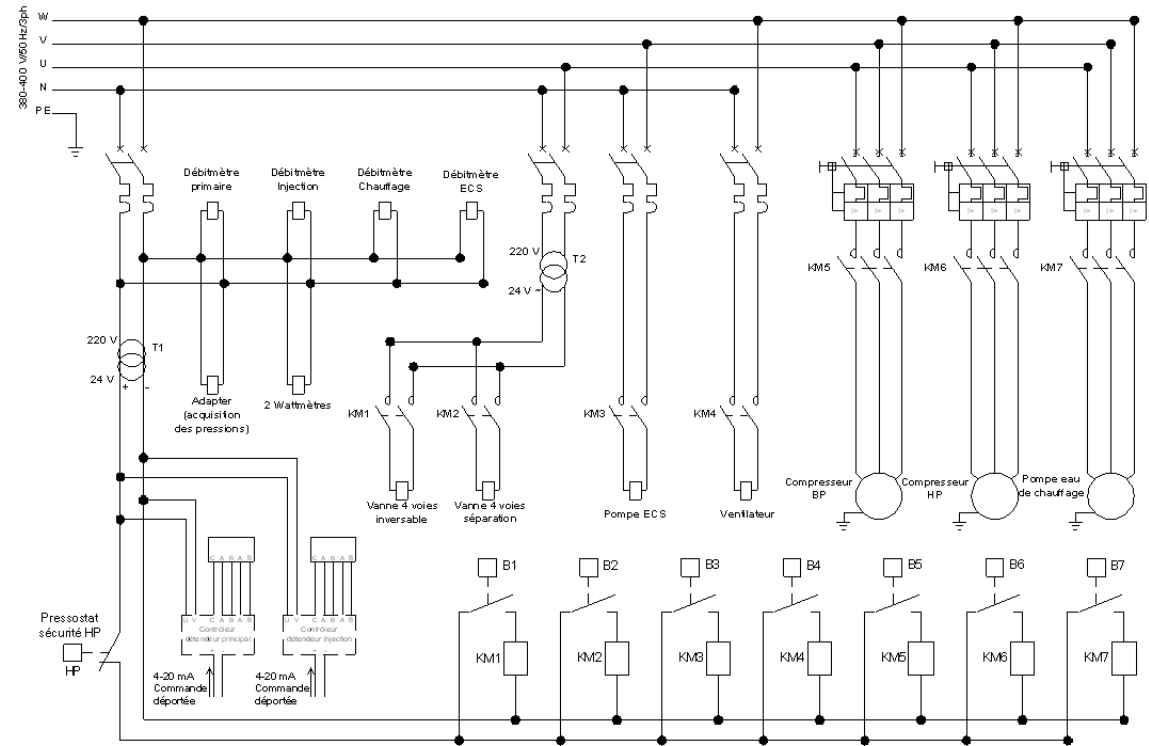 380-400 V/50 Hz/3ph
W
V
U
N
PE
Débitmètre
primaire
Débitmètre
Injection
Débitmètre
Chauffage
Débitmètre
ECS
220 V
T1
24 V
+ -
Adapter
(acquisition
des pressions)
2 Wattmètres
220 V
T2
24 V ~
KM1
KM2
KM3
KM4
KM5
KM6
KM7
I>
I>
I>
I>
I>
I>
I>
I>
I>
Vanne 4 voies
inversable
Vanne 4 voies
séparation
Pompe ECS
Ventilateur
Compresseur
BP
Compresseur
HP
Pompe eau
de chauffage
C A B A B
C A B A B
U V C A B A B
Contrôleur
détendeur principal
+ -
U V C A B A B
Contrôleur
détendeur injection
+ -
4-20 mA
Commande
déportée
4-20 mA
Commande
déportée
Pressostat
sécurité HP
HP
B1
B2
B3
B4
B5
B6
B7
KM1
KM2
KM3
KM4
KM5
KM6
KM7